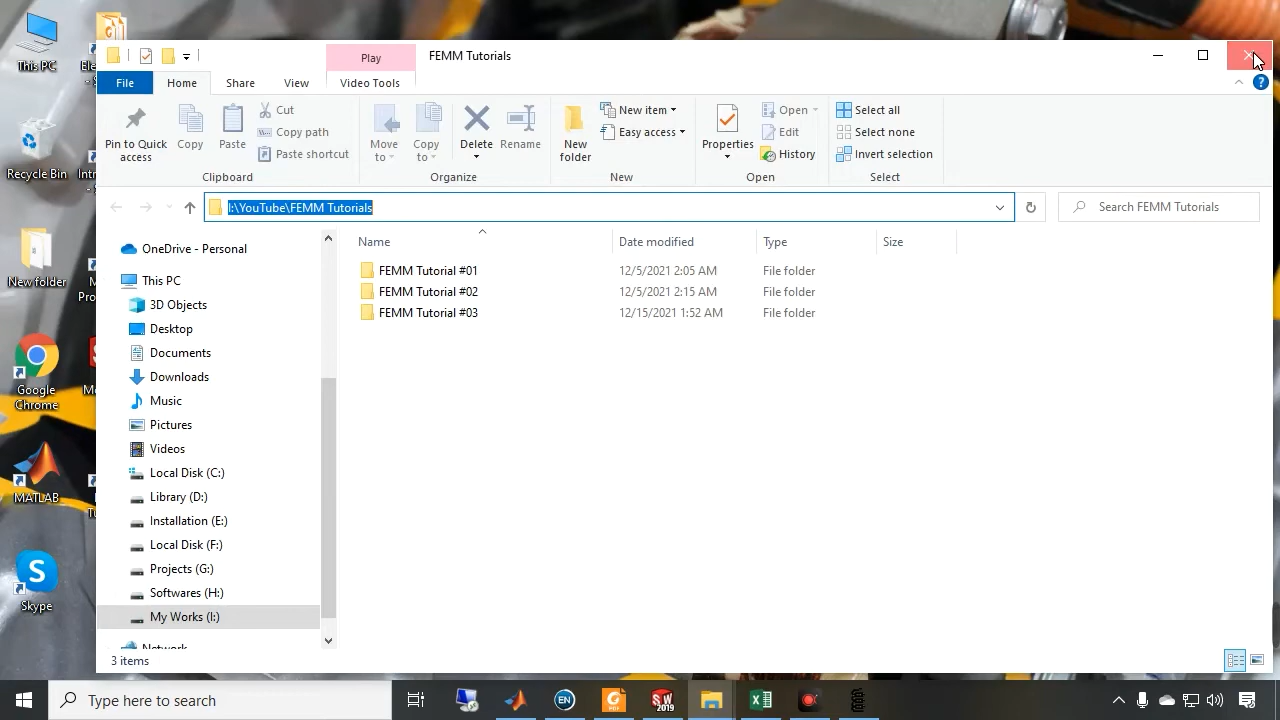 This PC
Recycle Bin
New folder
Google
Chrome
MATLAB
Skype
Play
FEMM Tutorials
File
Home
Share
View
Video Tools
Pin to Quick
access
Copy
Paste
Cut
Copy path
Paste shortcut
Clipboard
Move
to
Copy
to
Delete
Rename
Organize
New
folder
New item
Easy access
New
Properties
Open
Edit
History
Open
Select all
Select none
Invert selection
Select
I:\YouTube\FEMM Tutorials
Search FEMM Tutorials
OneDrive - Personal
This PC
3D Objects
Desktop
Documents
Downloads
Music
Pictures
Videos
Local Disk (C:)
Library (D:)
Installation (E:)
Local Disk (F:)
Projects (G:)
Softwares (H:)
My Works (I:)
Network
Name
Date modified
Type
Size
FEMM Tutorial #01
12/5/2021 2:05 AM
File folder
FEMM Tutorial #02
12/5/2021 2:15 AM
File folder
FEMM Tutorial #03
12/15/2021 1:52 AM
File folder
3 items
Type here to search
EN
SW
2019